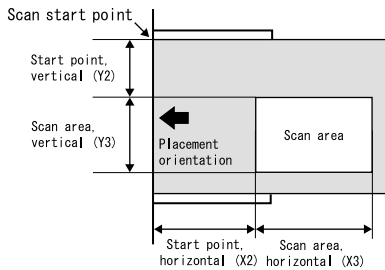 Scan start point
Start point,
vertical (Y2)
Scan area,
vertical (Y3)
Placement
orientation
Scan area
Start point,
horizontal (X2)
Scan area,
horizontal (X3)